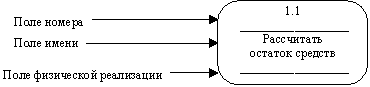 Поле номера
1.1
Поле имени
Рассчитать
остаток средств
Поле физической реализации